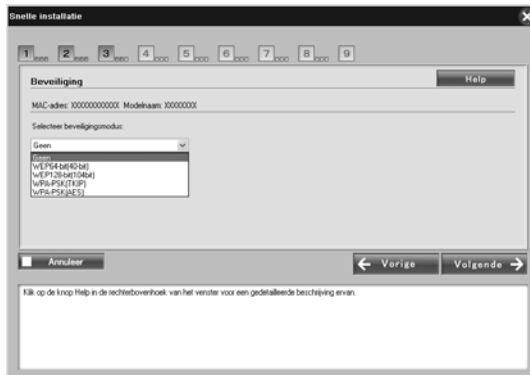 Snelle installatie
1 2 3 4 5 6 7 8 9
Beveiliging
Help
MAC-adres: XXXXXXXXXXXX Modelnaam: XXXXXXXX
Selecteer beveiligingsmodus:
Geen
Geen
WEP64-bit(40-bit)
WEP128-bit(104bit)
WPA-PSK(TKIP)
WPA-PSK(AES)
Annuleer
Vorige
Volgende
Klik op de knop Help in de rechterbovenhoek van het venster voor een gedetailleerde beschrijving ervan.